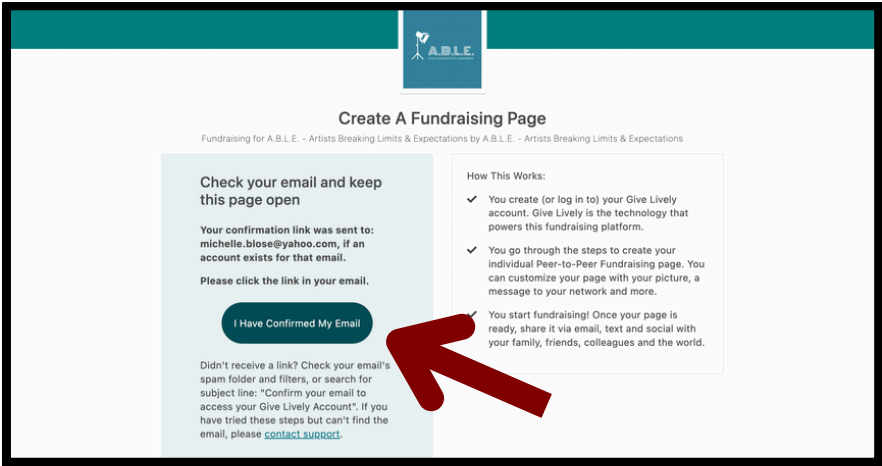 A.B.L.E.
Create A Fundraising Page
Fundraising for A.B.L.E. - Artists Breaking Limits & Expectations by A.B.L.E. - Artists Breaking Limits & Expectations
Check your email and keep
this page open
Your confirmation link was sent to:
michelle.blose@yahoo.com, if an
account exists for that email.
Please click the link in your email.
I Have Confirmed My Email
Didn't receive a link? Check your email's
spam folder and filters, or search for
subject line: "Confirm your email to
access your Give Lively Account". If you
have tried these steps but can't find the
email, please contact support.
How This Works:
You create (or log in to) your Give Lively
account. Give Lively is the technology that
powers this fundraising platform.
You go through the steps to create your
individual Peer-to-Peer Fundraising page. You
can customize your page with your picture, a
message to your network and more.
You start fundraising! Once your page is
ready, share it via email, text and social with
your family, friends, colleagues and the world.